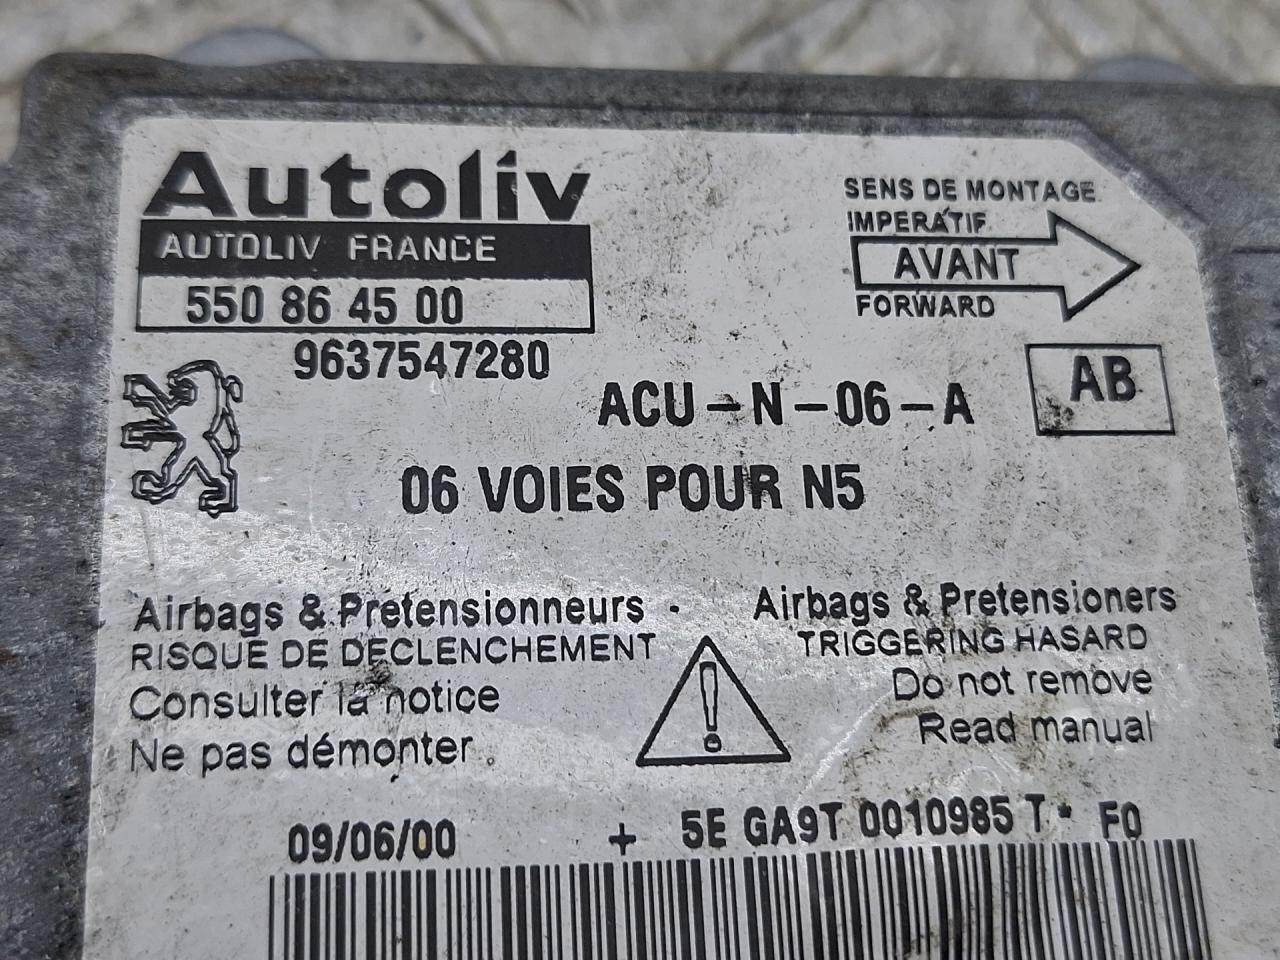 Autoliv
AUTOLIV FRANCE
550 86 45 00
9637547280
SENS DE MONTAGE
IMPERATIF
AVANT
FORWARD
ACU-N-06-A
AB
06 VOIES POUR N5
Airbags & Pretensionneurs
RISQUE DE DECLENCHEMENT
Consulter la notice
Ne pas démonter
Airbags & Pretensioners
TRIGGERING HASARD
Do not remove
Read manual
09/06/00 + 5E GA9T 0010985 T* F0